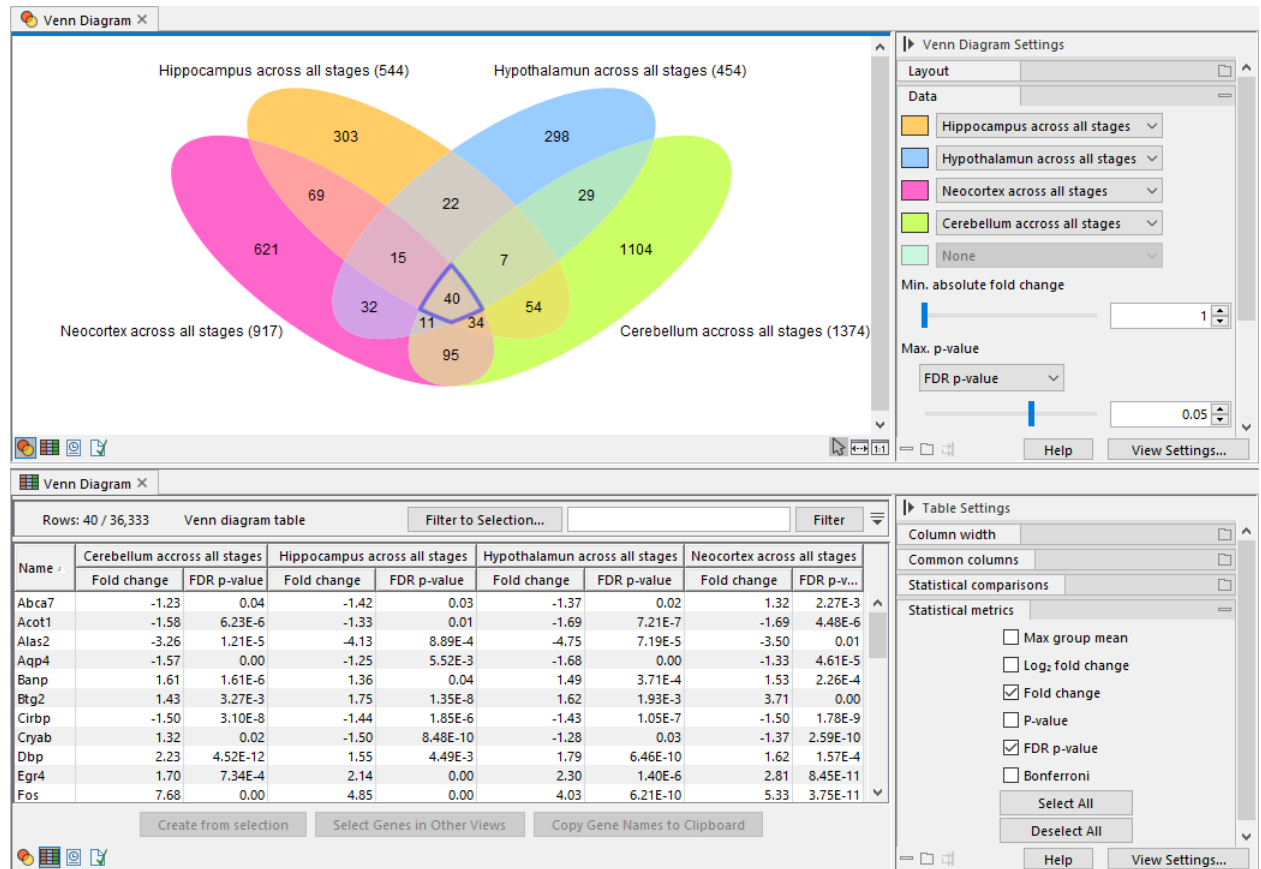 Venn Diagram
Venn Diagram Settings
Hippocampus across all stages (544)
Hypothalamun across all stages (454)
Layout
Data
303
298
Hippocampus across all stages
Hypothalamun across all stages
69
22
29
Neocortex across all stages
Cerebellum accross all stages
621
15
7
1104
None
Min. absolute fold change
32
40
54
11
34
1
Neocortex across all stages (917)
Cerebellum accross all stages (1374)
95
Max. p-value
FDR p-value
0.05
1:1
Help
View Settings...
Venn Diagram
Rows: 40 / 36,333 Venn diagram table Filter to Selection... Filter
Name Cerebellum accross all stages Hippocampus across all stages Hypothalamun across all stages Neocortex across all stages
Fold change FDR p-value Fold change FDR p-value Fold change FDR p-value Fold change FDR p-v...
Abca7 -1.23 0.04 -1.42 0.03 -1.37 0.02 1.32 2.27E-3
Acot1 -1.58 6.23E-6 -1.33 0.01 -1.69 7.21E-7 -1.69 4.48E-6
Alas2 -3.26 1.21E-5 -4.13 8.89E-4 -4.75 7.19E-5 -3.50 0.01
Aqp4 -1.57 0.00 -1.25 5.52E-3 -1.68 0.00 -1.33 4.61E-5
Banp 1.61 1.61E-6 1.36 0.04 1.49 3.71E-4 1.53 2.26E-4
Btg2 1.43 3.27E-3 1.75 1.35E-8 1.62 1.93E-3 3.71 0.00
Cirbp -1.50 3.10E-8 -1.44 1.85E-6 -1.43 1.05E-7 -1.50 1.78E-9
Cryab 1.32 0.02 -1.50 8.48E-10 -1.28 0.03 -1.37 2.59E-10
Dbp 2.23 4.52E-12 1.55 4.49E-3 1.79 6.46E-10 1.62 1.57E-4
Egr4 1.70 7.34E-4 2.14 0.00 2.30 1.40E-6 2.81 8.45E-11
Fos 7.68 0.00 4.85 0.00 4.03 6.21E-10 5.33 3.75E-11
Create from selection Select Genes in Other Views Copy Gene Names to Clipboard
Table Settings
Column width
Common columns
Statistical comparisons
Statistical metrics
Max group mean
Log₂ fold change
Fold change
P-value
FDR p-value
Bonferroni
Select All
Deselect All
Help
View Settings...